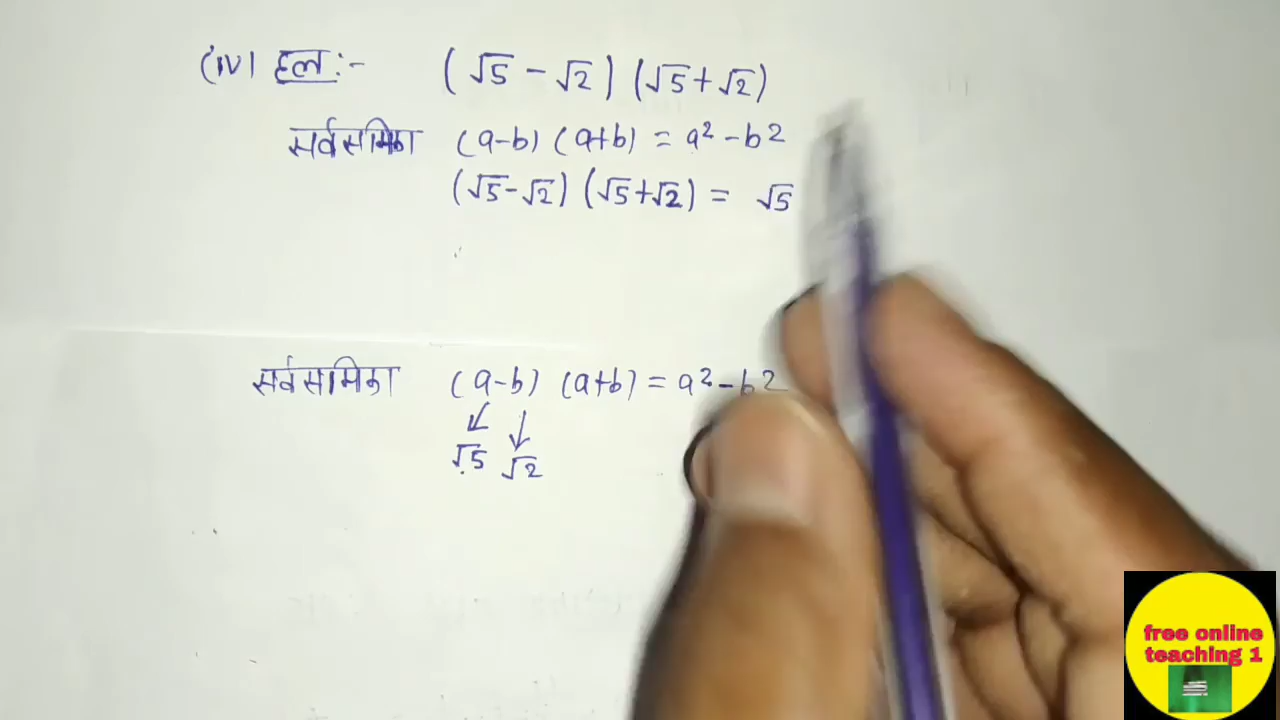 (iv) हल :-  (√5 - √2) (√5 + √2)
सर्वसमिका (a-b) (a+b) = a² - b²
(√5 - √2) (√5 + √2) = √5
सर्वसमिका (a-b) (a+b) = a² - b²
√5 √2
free online
teaching 1